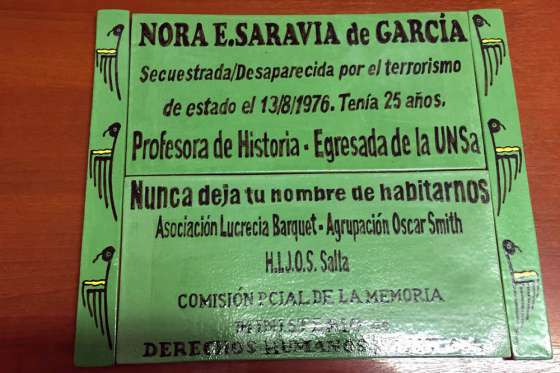 NORA E.SARAVIA de GARCÍA
Secuestrada/Desaparecida por el terrorismo
de estado el 13/8/1976. Tenía 25 años.
Profesora de Historia - Egresada de la UNSa
Nunca deja tu nombre de habitarnos
Asociación Lucrecia Barquet - Agrupación Oscar Smith
H.I.J.O.S. Salta
COMISIÓN PCIAL DE LA MEMORIA
MINISTERIO de
DERECHOS HUMANOS